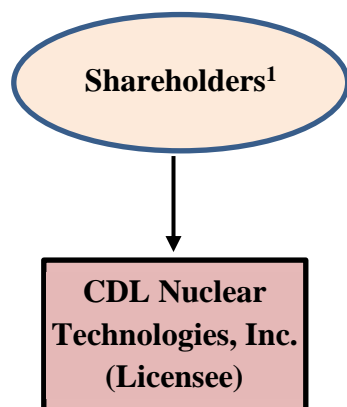 Shareholders¹
CDL Nuclear
Technologies, Inc.
(Licensee)